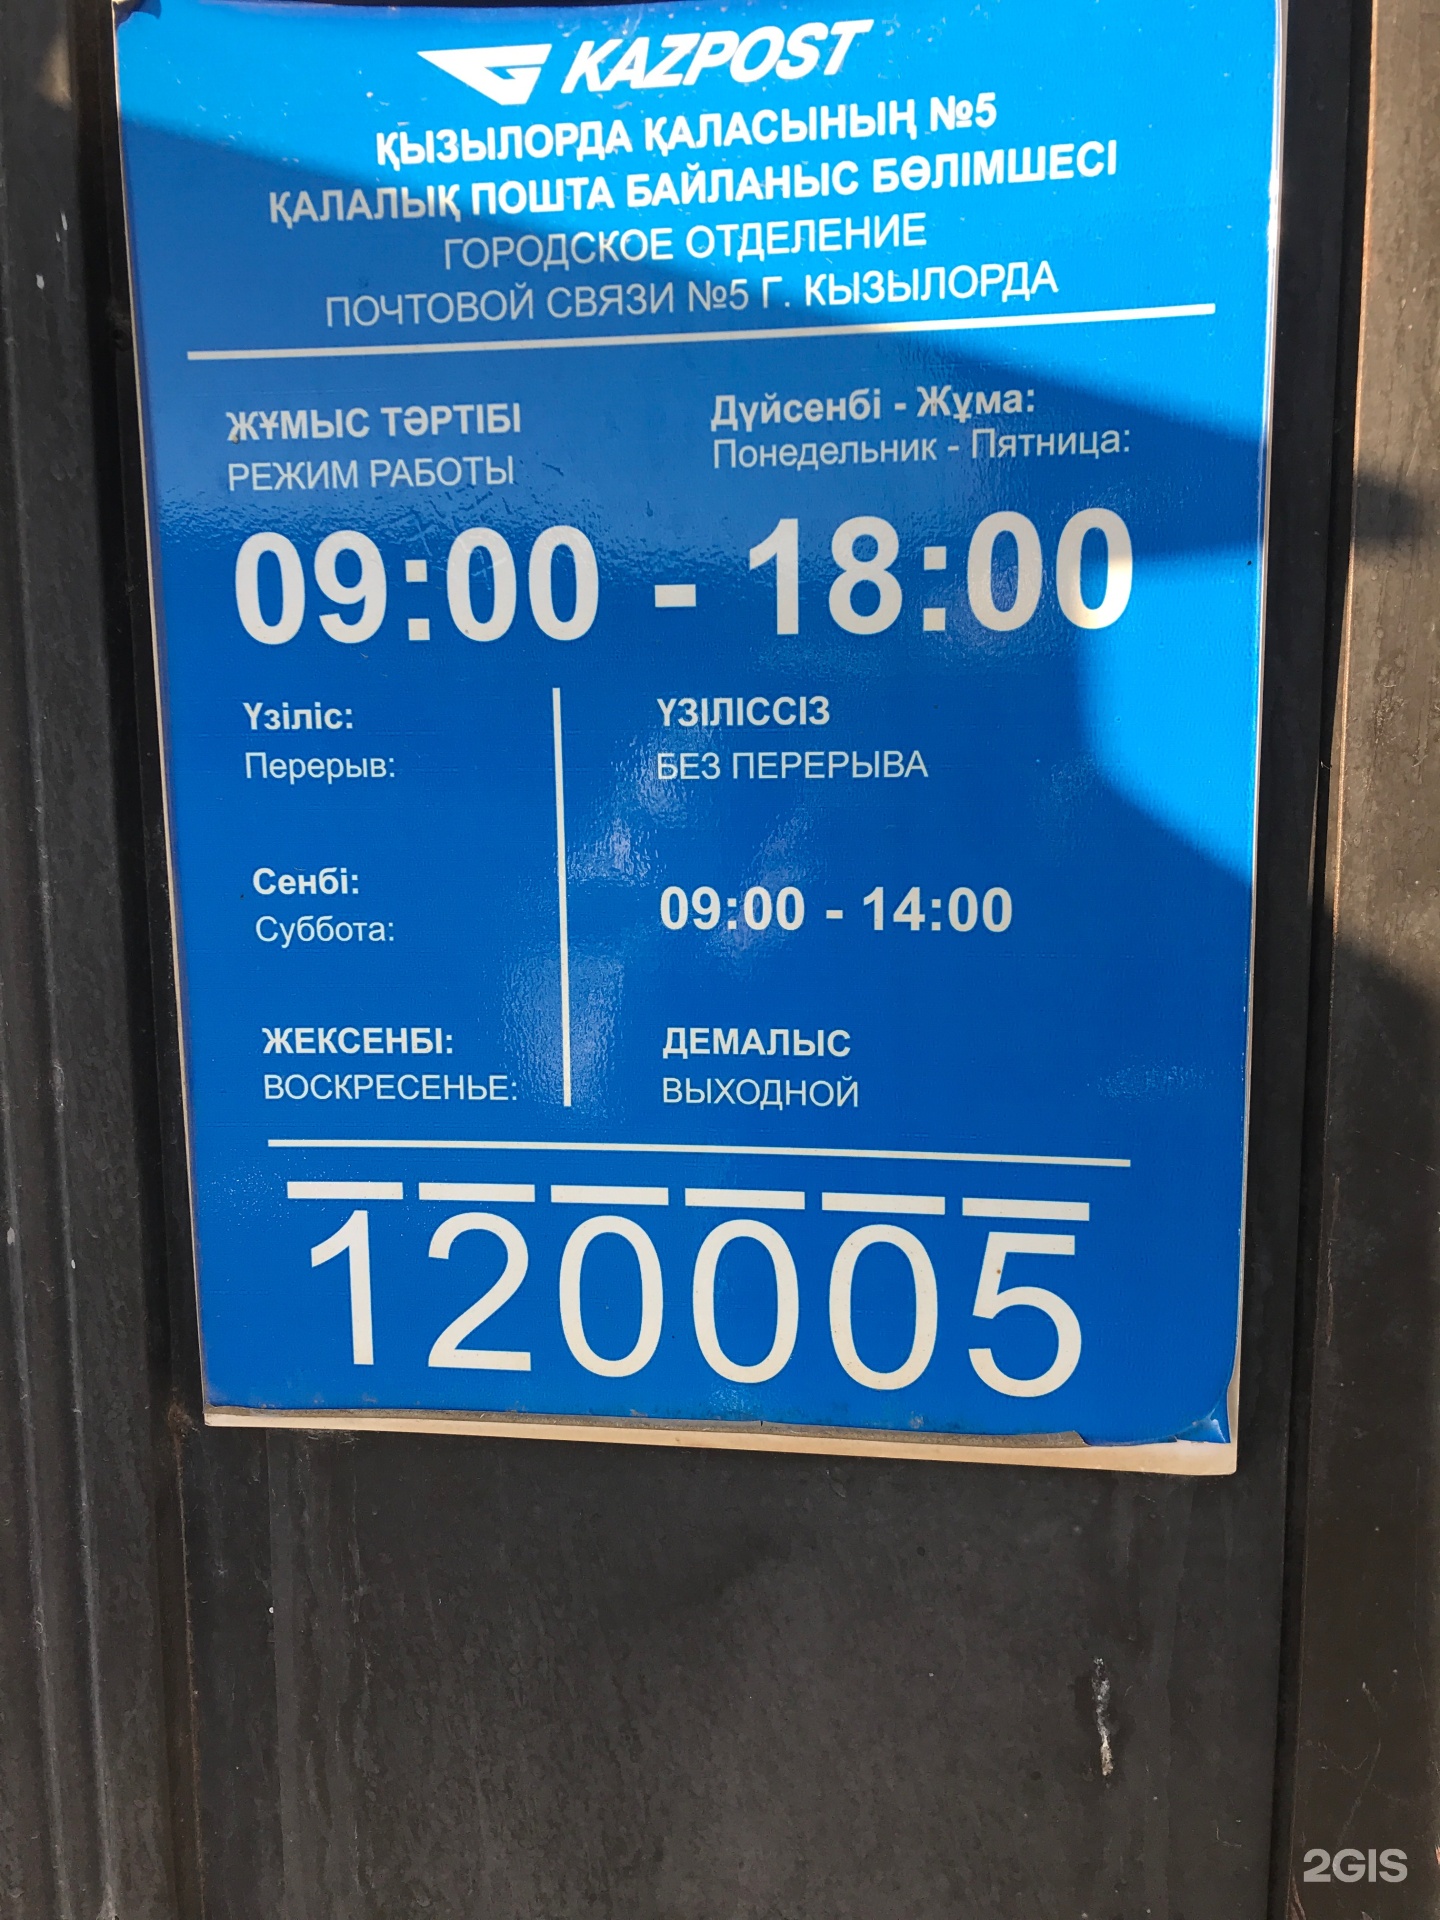 KAZPOST
ҚЫЗЫЛОРДА ҚАЛАСЫНЫҢ №5
ҚАЛАЛЫҚ ПОШТА БАЙЛАНЫС БӨЛІМШЕСІ
ГОРОДСКОЕ ОТДЕЛЕНИЕ
ПОЧТОВОЙ СВЯЗИ №5 Г. КЫЗЫЛОРДА
ЖҰМЫС ТӘРТІБІ
РЕЖИМ РАБОТЫ
Дүйсенбі - Жұма:
Понедельник - Пятница:
09:00 - 18:00
Үзіліс:
Перерыв:
ҮЗІЛІССІЗ
БЕЗ ПЕРЕРЫВА
Сенбі:
Суббота:
09:00 - 14:00
ЖЕКСЕНБІ:
ВОСКРЕСЕНЬЕ:
ДЕМАЛЫС
ВЫХОДНОЙ
120005
2GIS